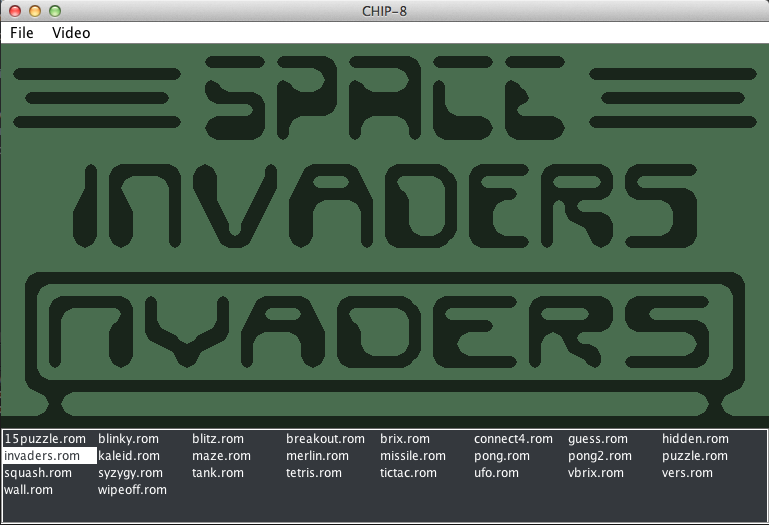 CHIP-8
File Video
SPACE
INVADERS
NVADERS
15puzzle.rom blinky.rom blitz.rom breakout.rom brix.rom connect4.rom guess.rom hidden.rom
invaders.rom kaleid.rom maze.rom merlin.rom missile.rom pong.rom pong2.rom puzzle.rom
squash.rom syzygy.rom tank.rom tetris.rom tictac.rom ufo.rom vbrix.rom vers.rom
wall.rom wipeoff.rom